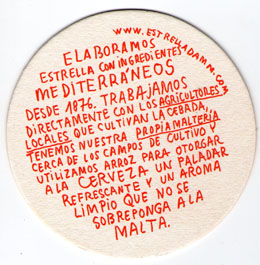 WWW.ESTRELLADAMM.COM
ELABORAMOS
ESTRELLA CON INGREDIENTES
MEDITERRÁNEOS
DESDE 1876. TRABAJAMOS
DIRECTAMENTE CON LOS AGRICULTORES
LOCALES QUE CULTIVAN LA CEBADA,
TENEMOS NUESTRA PROPIA MALTERÍA
CERCA DE LOS CAMPOS DE CULTIVO Y
UTILIZAMOS ARROZ PARA OTORGAR
A LA CERVEZA UN PALADAR
REFRESCANTE Y UN AROMA
LIMPIO QUE NO SE
SOBREPONGA A LA
MALTA.